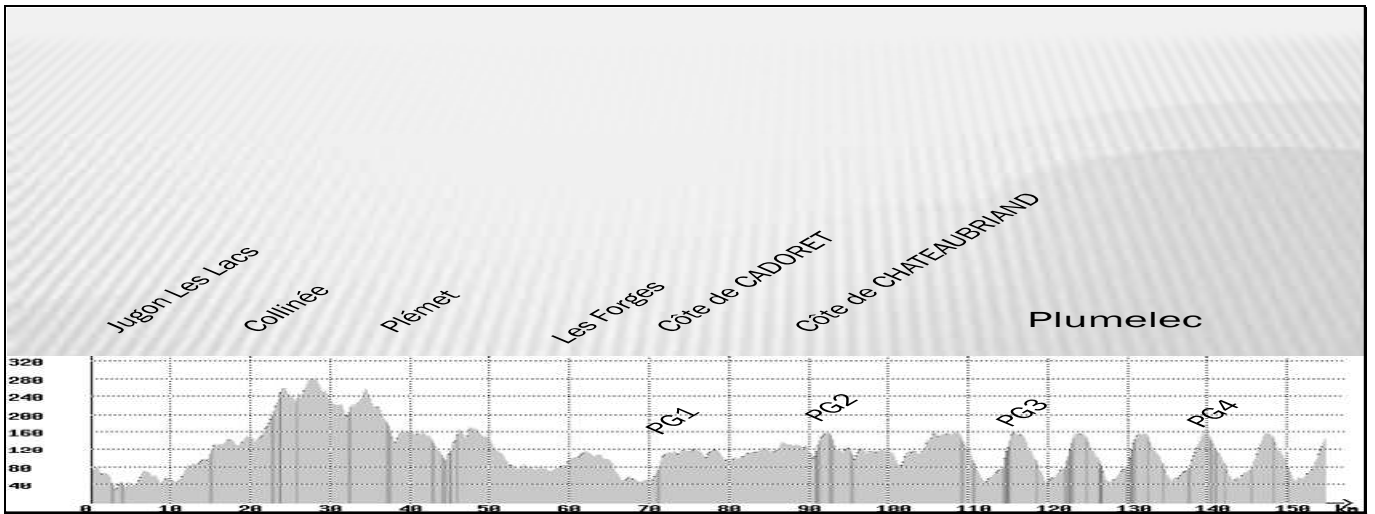 Jugon Les Lacs
Collinée
Plémet
Les Forges
Côte de CADORET
Côte de CHATEAUBRIAND
Plumelec
320
280
240
200
160
120
80
40
PG1
PG2
PG3
PG4
0 10 20 30 40 50 60 70 80 90 100 110 120 130 140 150 Km